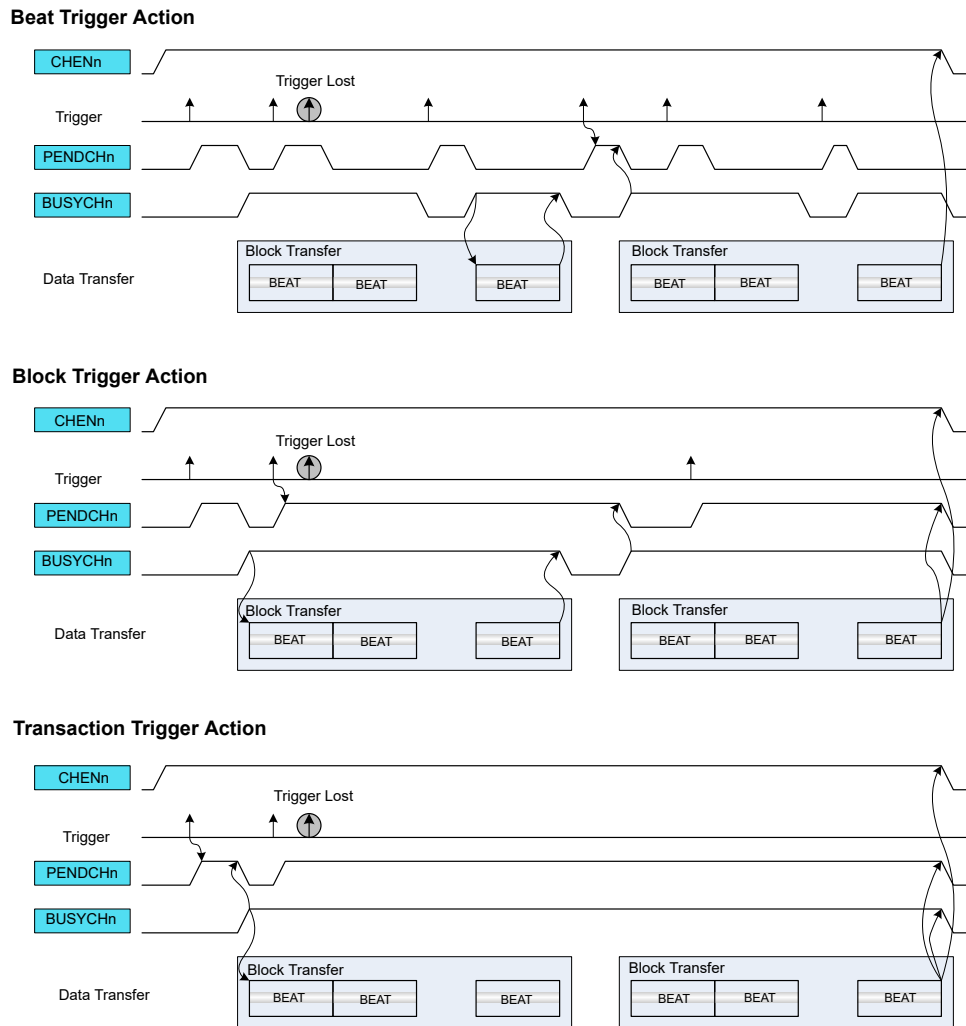 Beat Trigger Action
CHENn
Trigger Lost
Trigger
PENDCHn
BUSYCHn
Block Transfer
Block Transfer
Data Transfer
BEAT
BEAT
BEAT
BEAT
BEAT
BEAT
Block Trigger Action
CHENn
Trigger Lost
Trigger
PENDCHn
BUSYCHn
Block Transfer
Block Transfer
Data Transfer
BEAT
BEAT
BEAT
BEAT
BEAT
BEAT
Transaction Trigger Action
CHENn
Trigger Lost
Trigger
PENDCHn
BUSYCHn
Block Transfer
Block Transfer
Data Transfer
BEAT
BEAT
BEAT
BEAT
BEAT
BEAT